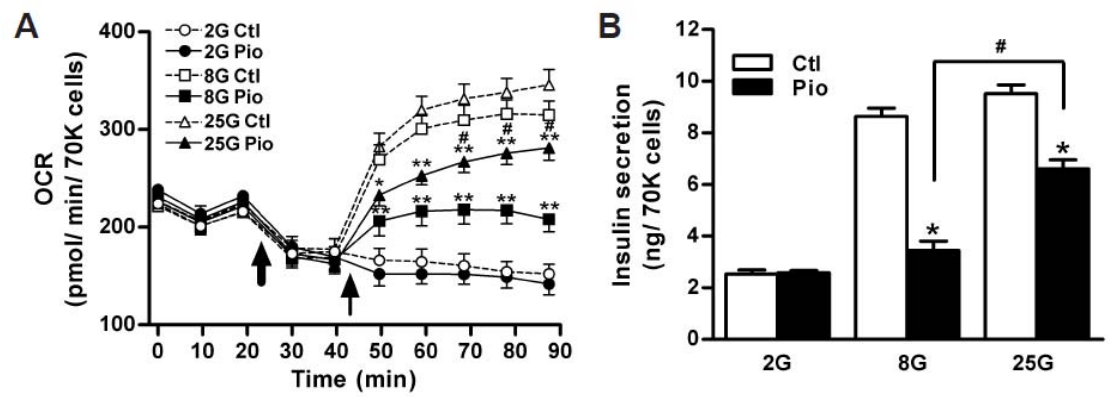 A
400
300
200
100
OCR
(pmol/ min/ 70K cells)
2G Ctl
2G Pio
8G Ctl
8G Pio
25G Ctl
25G Pio
# # #
** ** ** **
*
** ** ** ** **
0 10 20 30 40 50 60 70 80 90
Time (min)
B
12
10
8
6
4
2
0
Insulin secretion
(ng/ 70K cells)
Ctl
Pio
#
*
*
2G 8G 25G